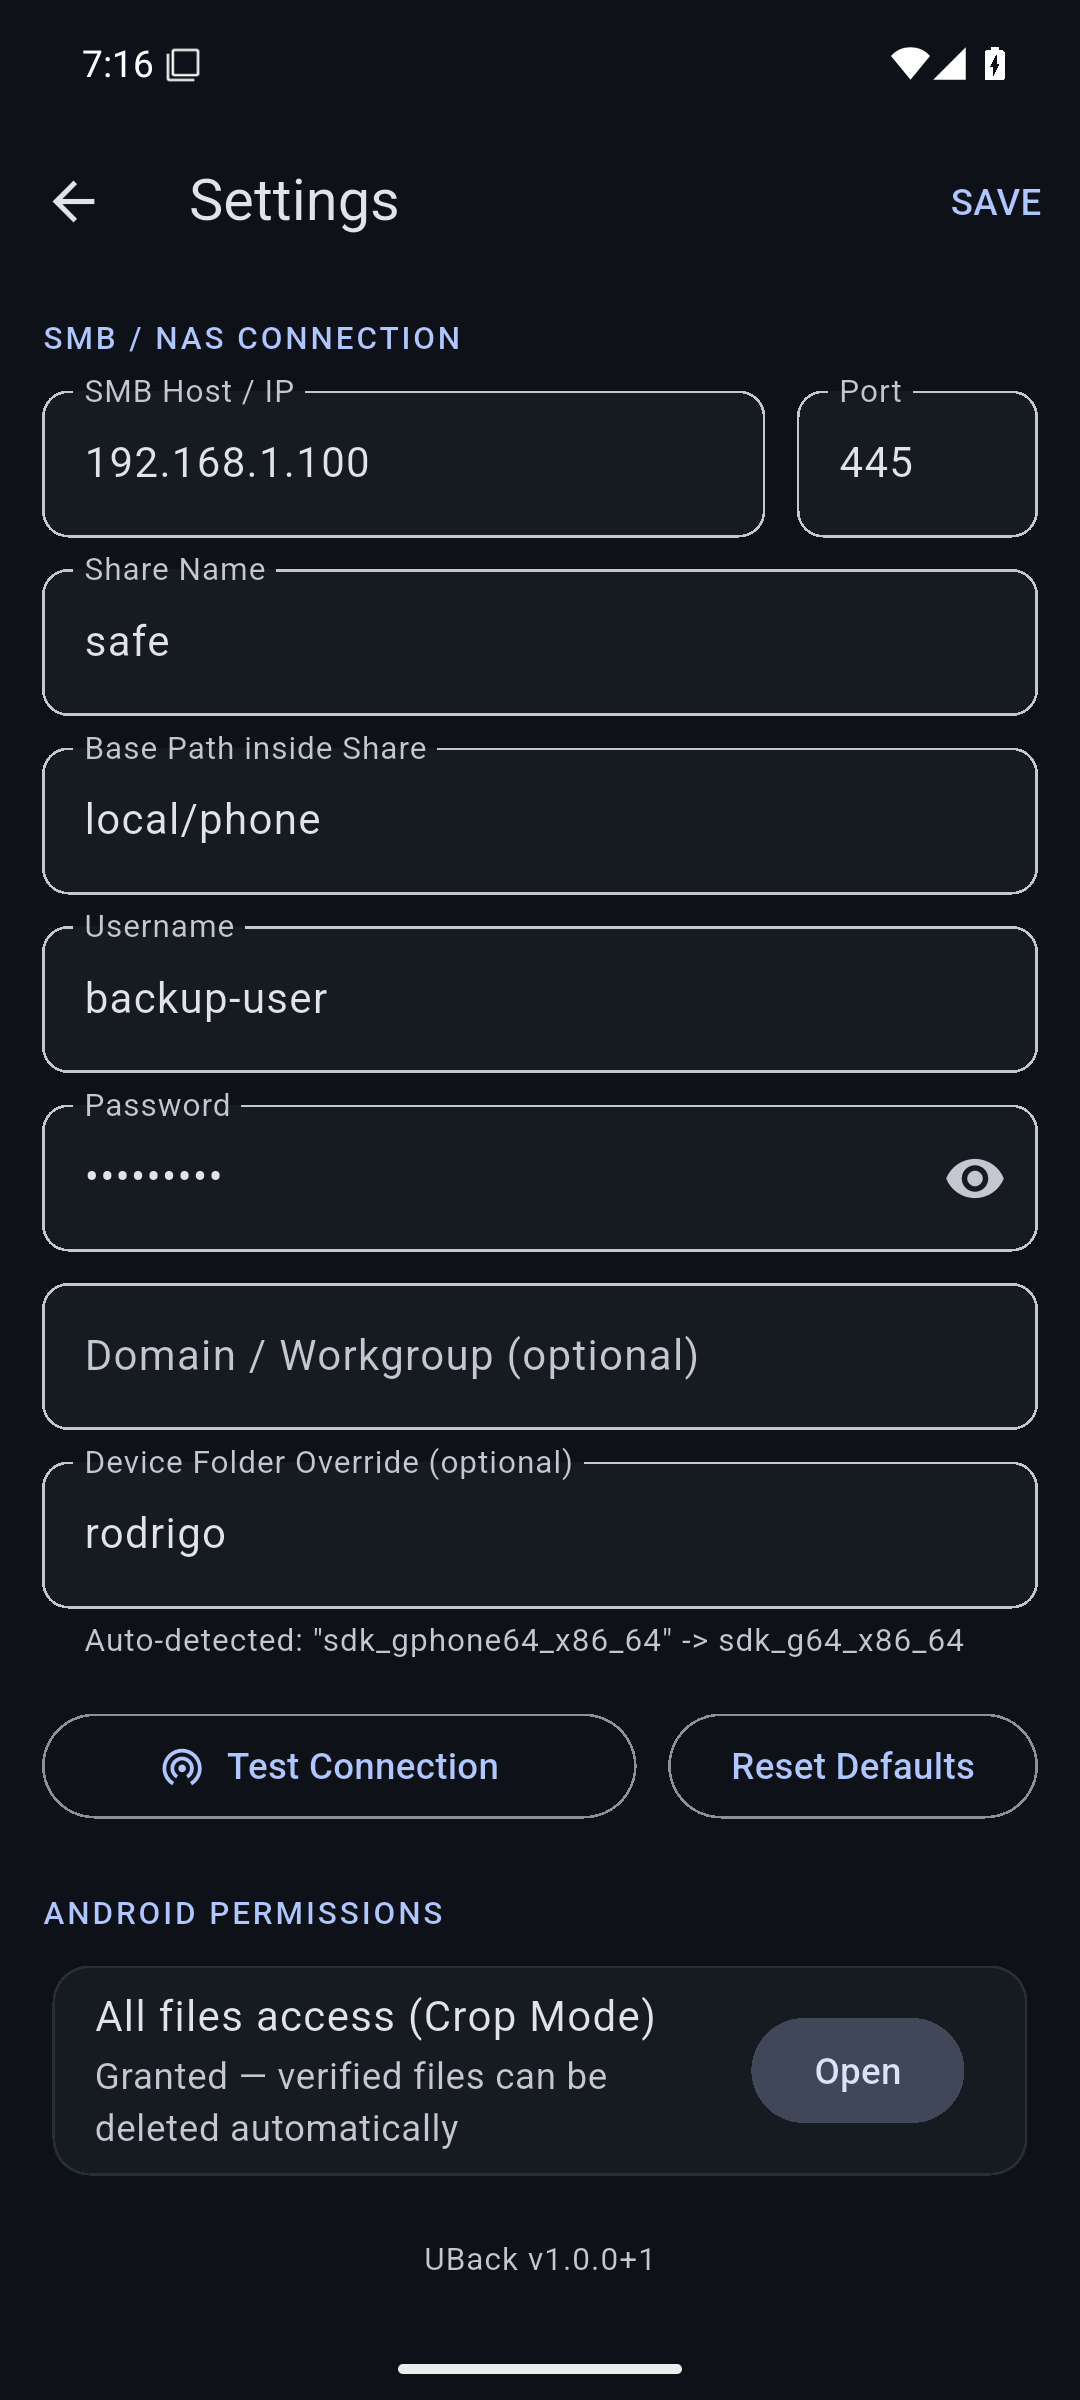 7:16
Settings
SAVE
SMB / NAS CONNECTION
SMB Host / IP
192.168.1.100
Port
445
Share Name
safe
Base Path inside Share
local/phone
Username
backup-user
Password
•••••••••
Domain / Workgroup (optional)
Device Folder Override (optional)
rodrigo
Auto-detected: "sdk_gphone64_x86_64" -> sdk_g64_x86_64
Test Connection
Reset Defaults
ANDROID PERMISSIONS
All files access (Crop Mode)
Granted — verified files can be
deleted automatically
Open
UBack v1.0.0+1